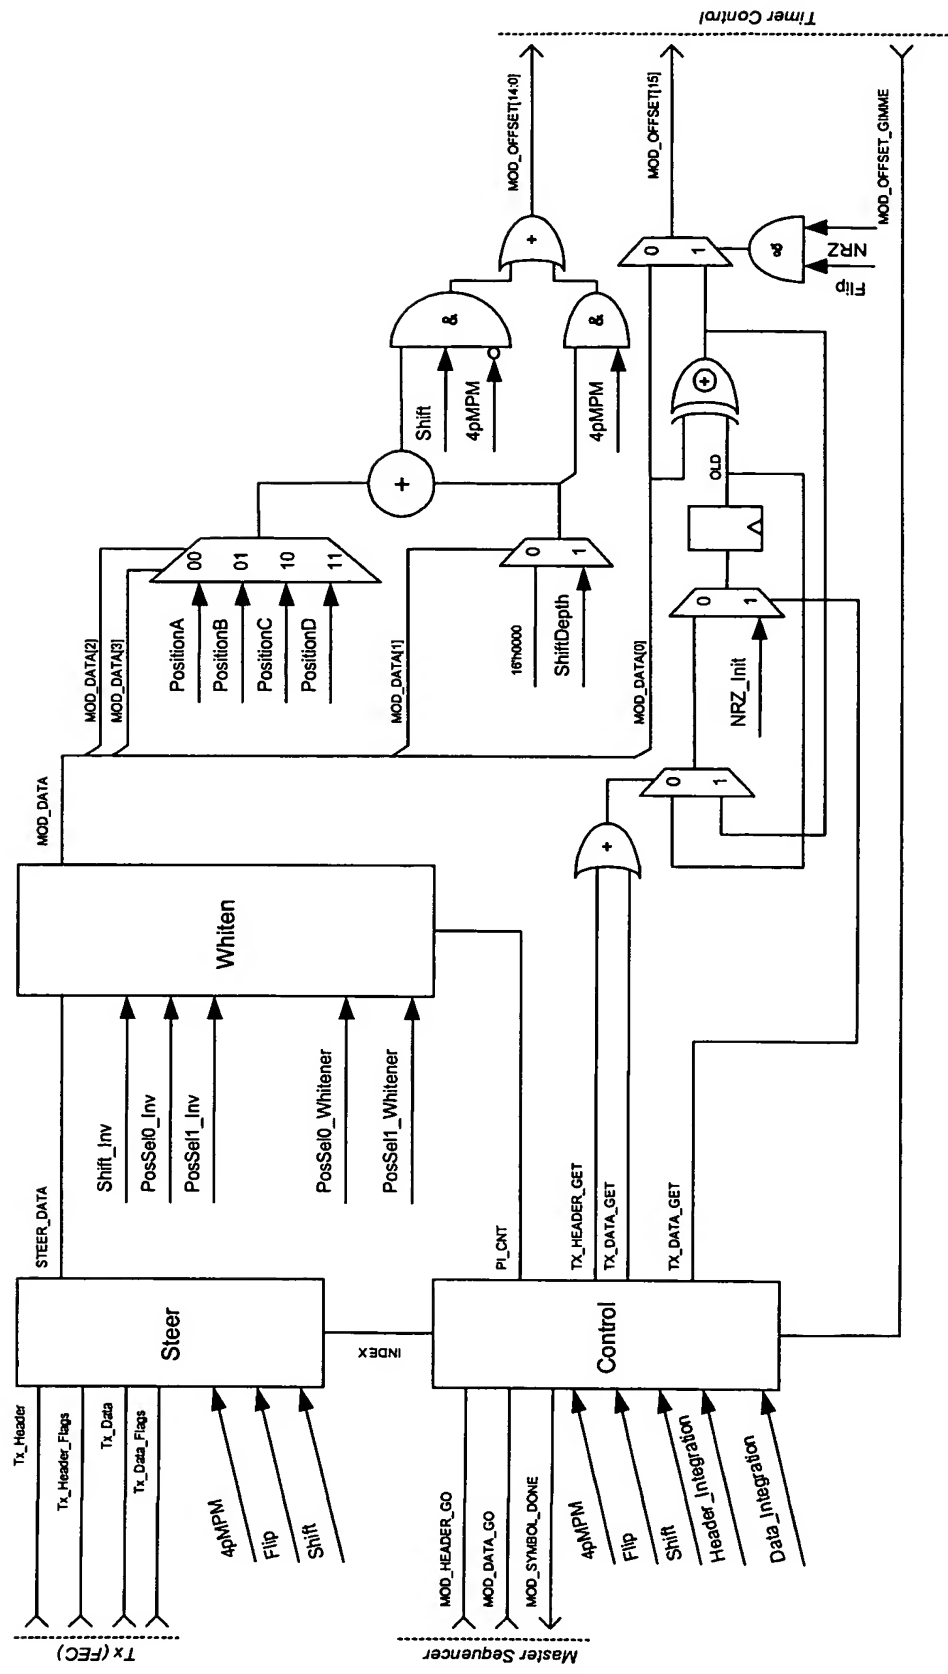 Tx (FEC)
Tx_Header
Tx_Header_Flags
Tx_Data
Tx_Data_Flags
4pMPM
Flip
Shift
Steer
STEER_DATA
INDEX
Master Sequencer
MOD_HEADER_GO
MOD_DATA_GO
MOD_SYMBOL_DONE
4pMPM
Flip
Shift
Header_Integration
Data_Integration
Control
PI_CNT
TX_HEADER_GET
TX_DATA_GET
TX_DATA_GET
Shift_Inv
PosSel0_Inv
PosSel1_Inv
PosSel0_Whitener
PosSel1_Whitener
Whiten
MOD_DATA
MOD_DATA[2]
MOD_DATA[3]
MOD_DATA[1]
MOD_DATA[0]
PositionA
PositionB
PositionC
PositionD
00
01
10
11
16'h0000
ShiftDepth
0
1
+
Shift
4pMPM
&
4pMPM
&
+
MOD_OFFSET[14:0]
+
0
1
NRZ_Init
0
1
OLD
+
0
1
&
Flip
NRZ
MOD_OFFSET[15]
MOD_OFFSET_GIMME
Timer Control